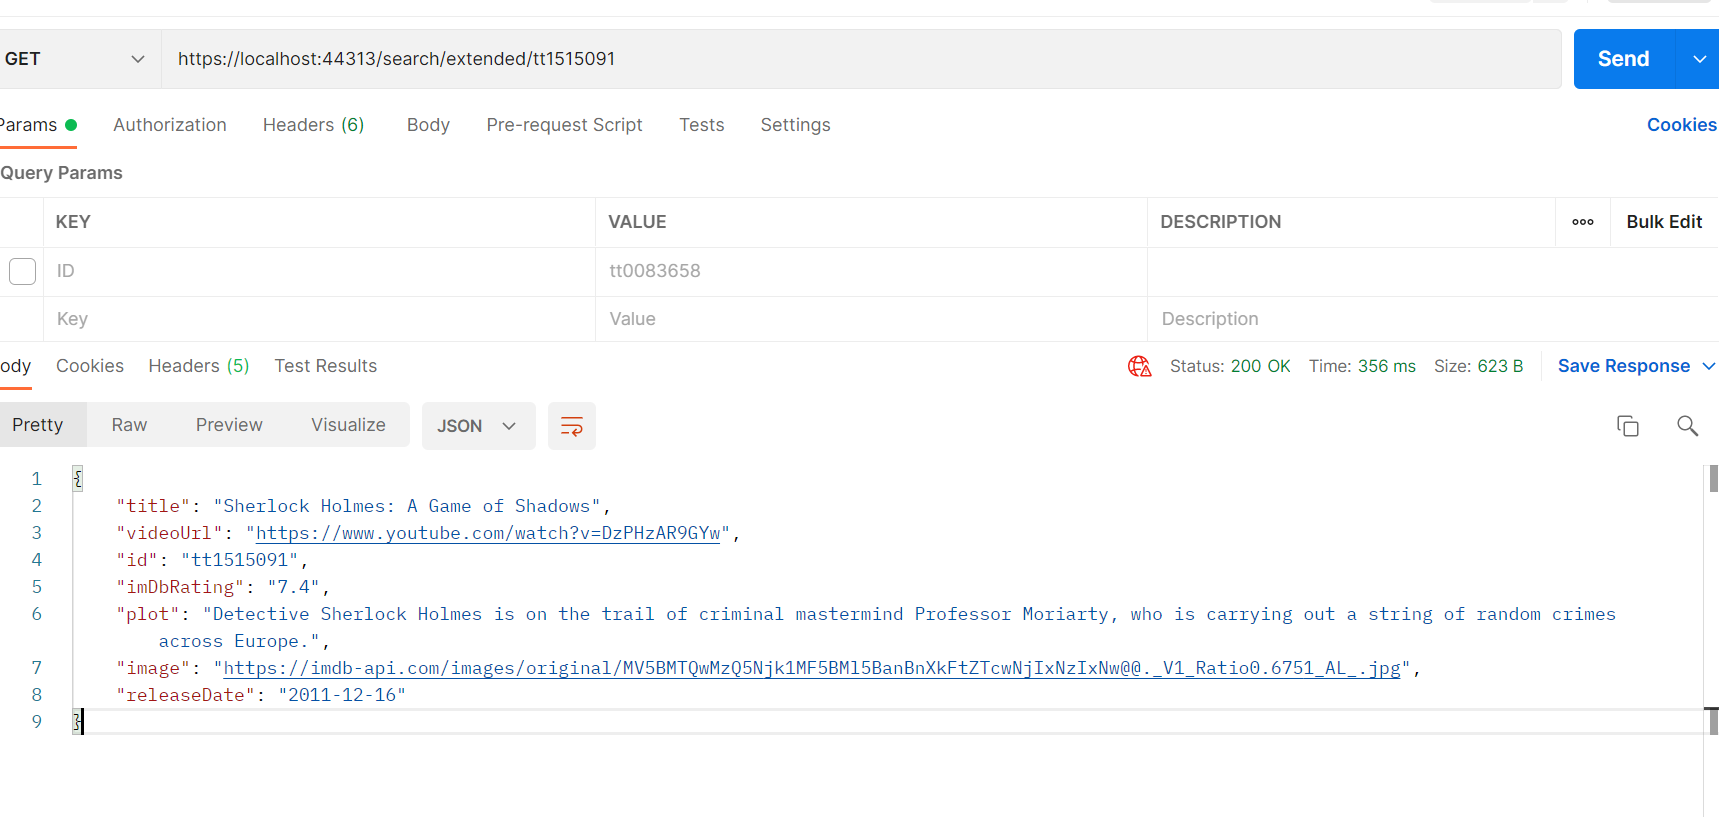 GET https://localhost:44313/search/extended/tt1515091 Send
Params Authorization Headers (6) Body Pre-request Script Tests Settings Cookies
Query Params
KEY VALUE DESCRIPTION ooo Bulk Edit
ID tt0083658
Key Value Description
ody Cookies Headers (5) Test Results Status: 200 OK Time: 356 ms Size: 623 B Save Response
Pretty Raw Preview Visualize JSON
1 {
2 "title": "Sherlock Holmes: A Game of Shadows",
3 "videoUrl": "https://www.youtube.com/watch?v=DzPHzAR9GYw",
4 "id": "tt1515091",
5 "imDbRating": "7.4",
6 "plot": "Detective Sherlock Holmes is on the trail of criminal mastermind Professor Moriarty, who is carrying out a string of random crimes
across Europe.",
7 "image": "https://imdb-api.com/images/original/MV5BMTQwMzQ5Njk1MF5BMl5BanBnXkFtZTcwNjIxNzIxNw@@._V1_Ratio0.6751_AL_.jpg",
8 "releaseDate": "2011-12-16"
9 }